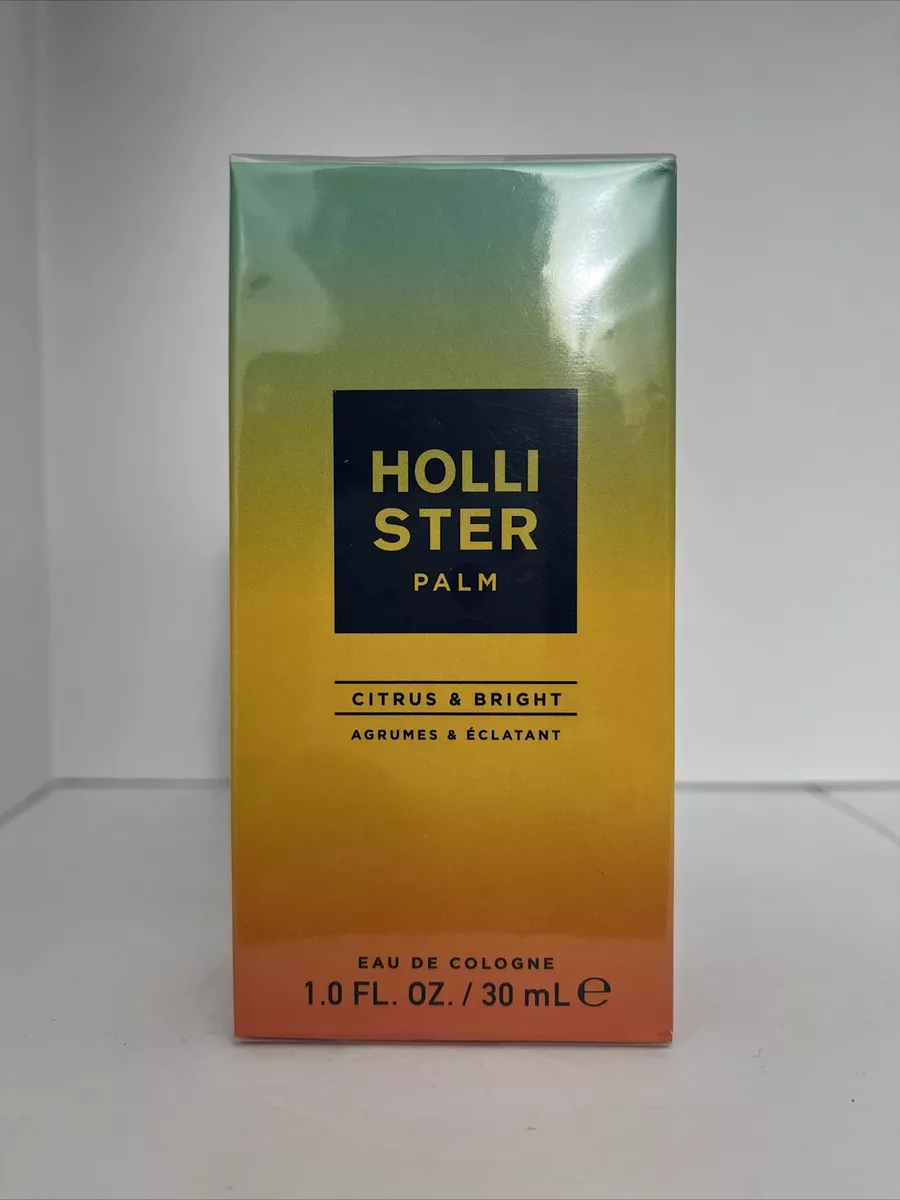 HOLLI
STER
PALM
CITRUS & BRIGHT
AGRUMES & ÉCLATANT
EAU DE COLOGNE
1.0 FL. OZ. / 30 mL ℮